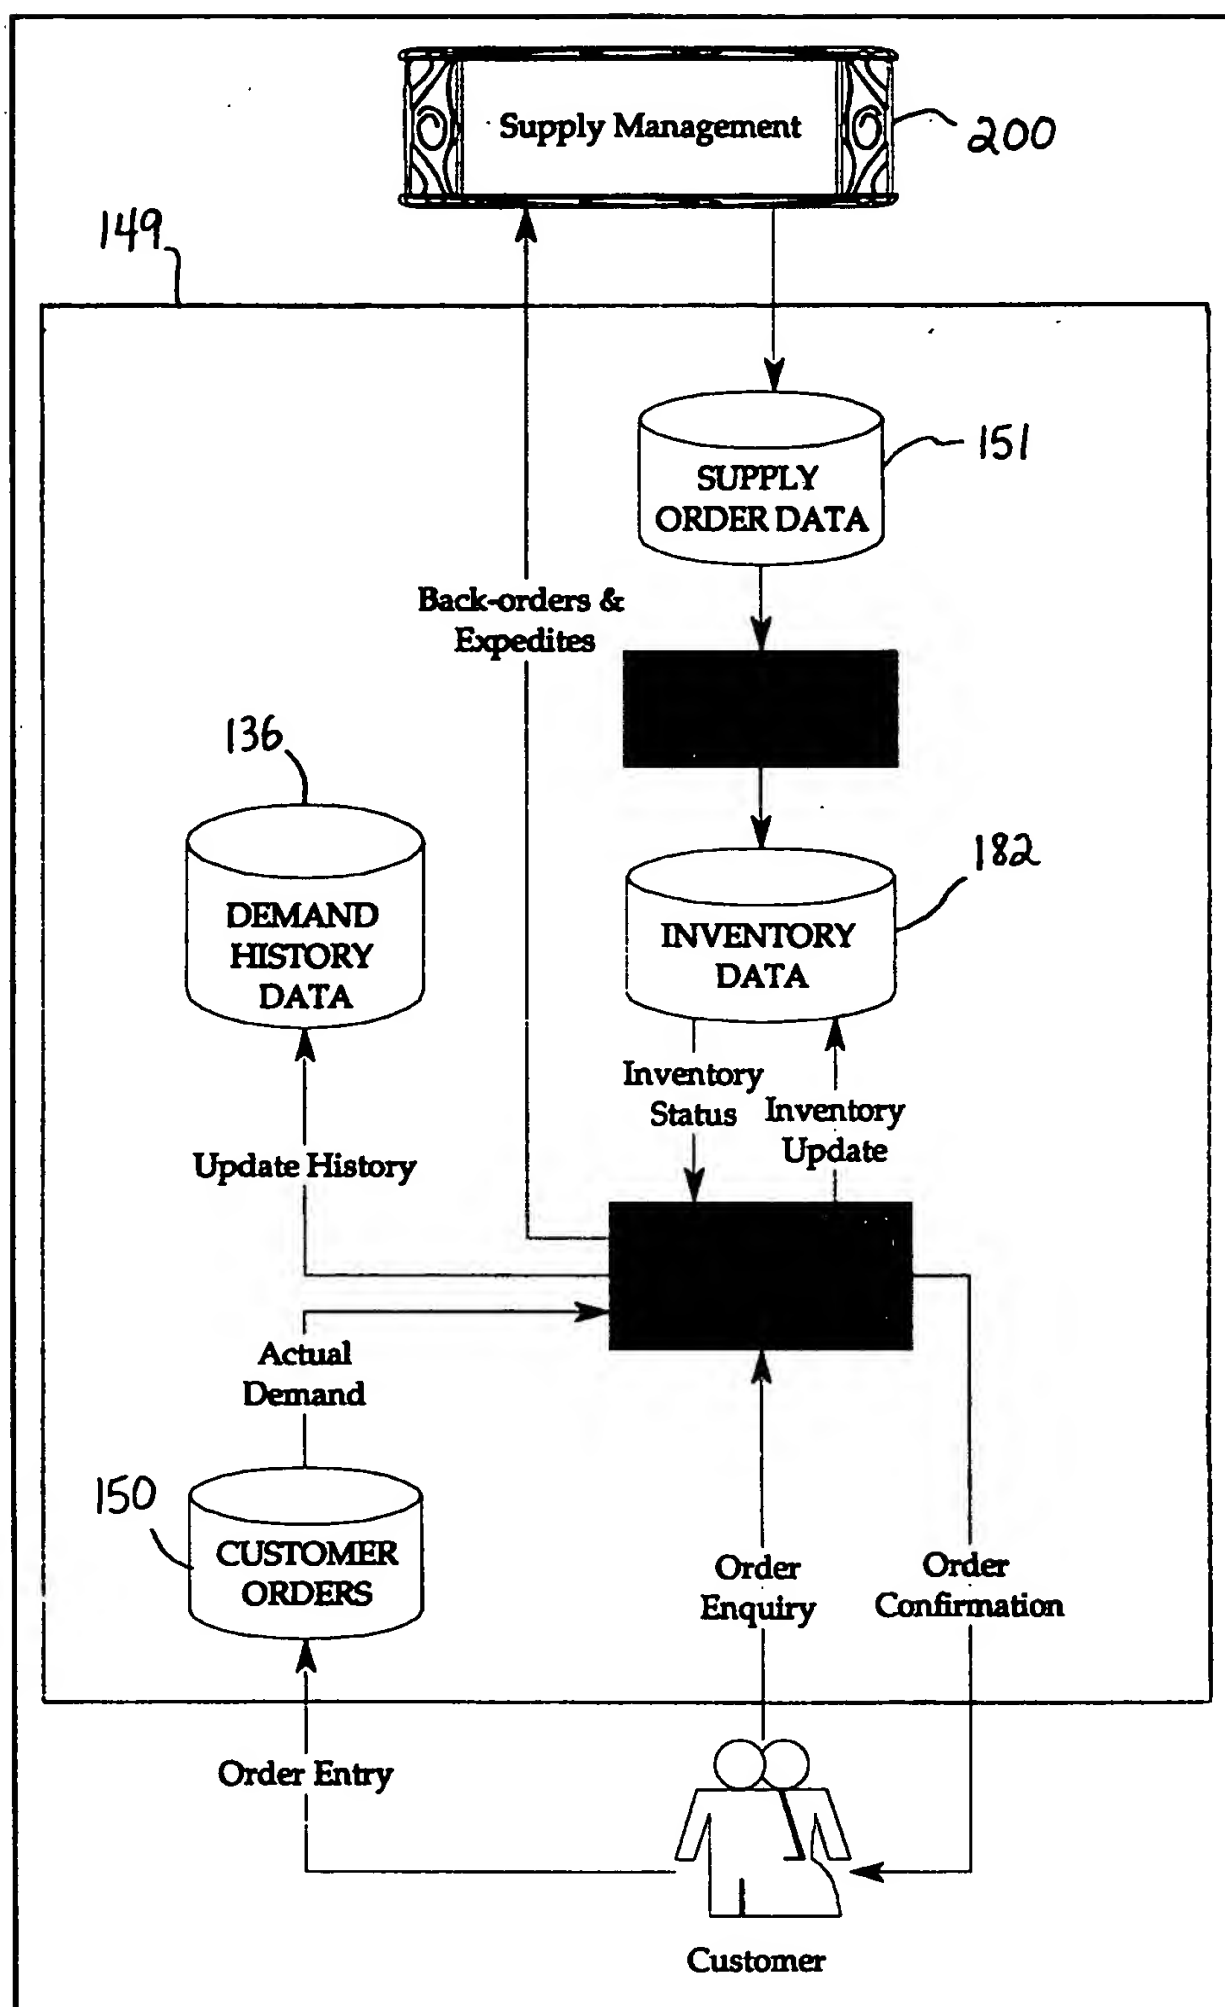 Supply Management
200
149
151
SUPPLY
ORDER DATA
Back-orders &
Expedites
136
182
DEMAND
HISTORY
DATA
INVENTORY
DATA
Inventory
Status
Inventory
Update
Update History
Actual
Demand
150
CUSTOMER
ORDERS
Order
Enquiry
Order
Confirmation
Order Entry
Customer